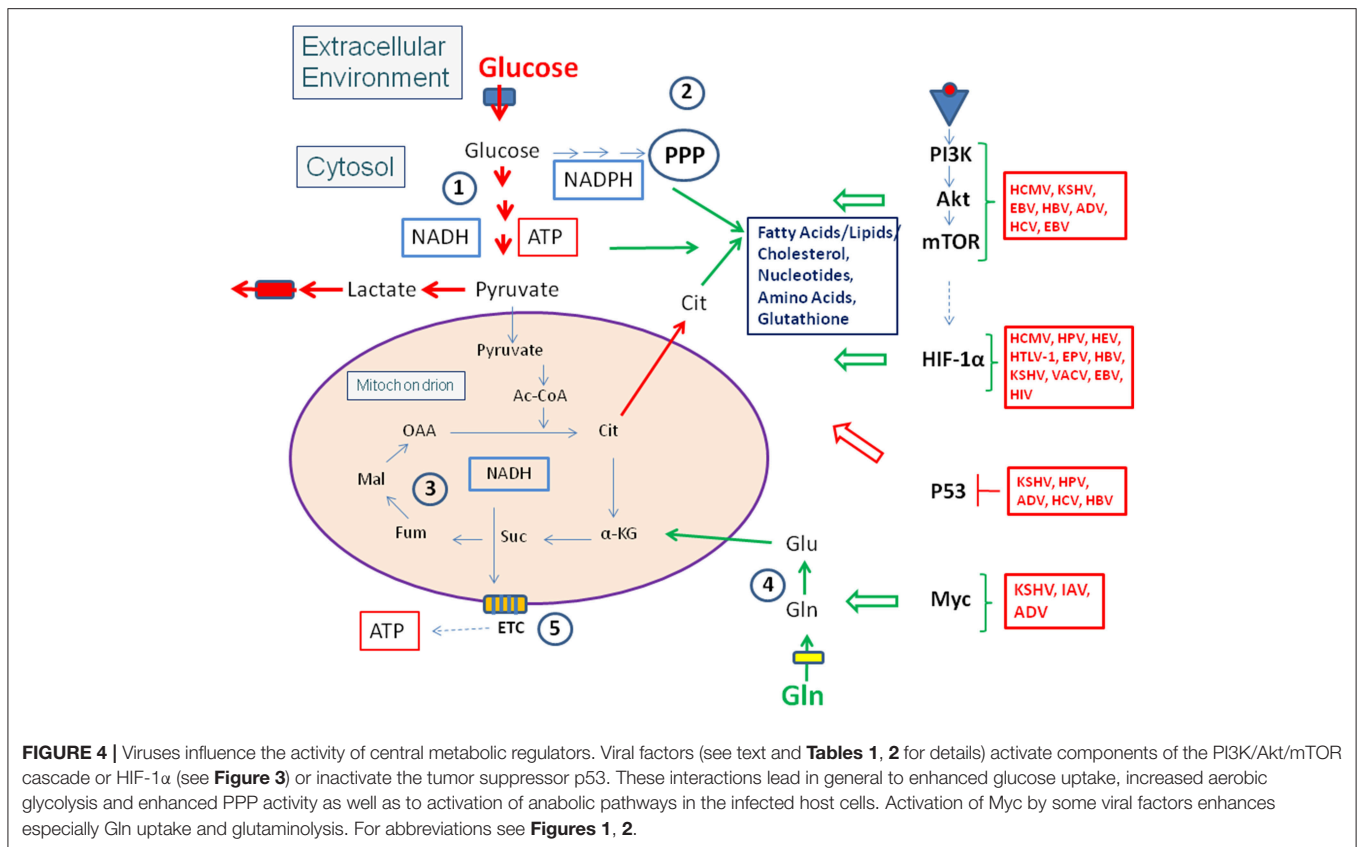 Extracellular
Environment
Glucose
2
Cytosol
Glucose
PPP
NADPH
1
NADH
ATP
Lactate
Pyruvate
Fatty Acids/Lipids/
Cholesterol,
Nucleotides,
Amino Acids,
Glutathione
Cit
Pyruvate
Mitochondrion
Ac-CoA
OAA
Cit
NADH
Mal
3
Fum
Suc
α-KG
ATP
ETC
5
Glu
4
Gln
Gln
PI3K
Akt
mTOR
HCMV, KSHV,
EBV, HBV, ADV,
HCV, EBV
HIF-1α
HCMV, HPV, HEV,
HTLV-1, EPV, HBV,
KSHV, VACV, EBV,
HIV
P53
KSHV, HPV,
ADV, HCV, HBV
Myc
KSHV, IAV,
ADV
FIGURE 4 | Viruses influence the activity of central metabolic regulators. Viral factors (see text and Tables 1, 2 for details) activate components of the PI3K/Akt/mTOR
cascade or HIF-1α (see Figure 3) or inactivate the tumor suppressor p53. These interactions lead in general to enhanced glucose uptake, increased aerobic
glycolysis and enhanced PPP activity as well as to activation of anabolic pathways in the infected host cells. Activation of Myc by some viral factors enhances
especially Gln uptake and glutaminolysis. For abbreviations see Figures 1, 2.